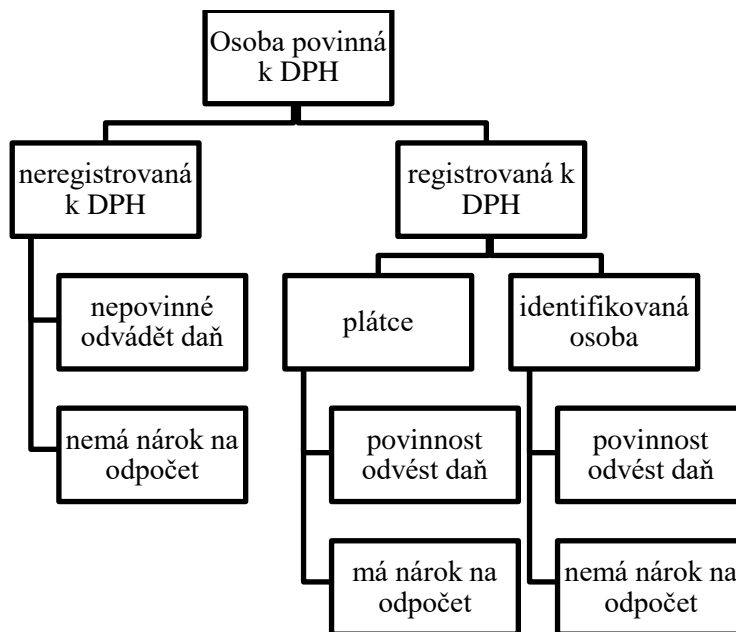 Osoba povinná
k DPH
neregistrovaná
k DPH
registrovaná k
DPH
nepovinné
odvádět daň
nemá nárok na
odpočet
plátce
identifikovaná
osoba
povinnost
odvést daň
má nárok na
odpočet
povinnost
odvést daň
nemá nárok na
odpočet